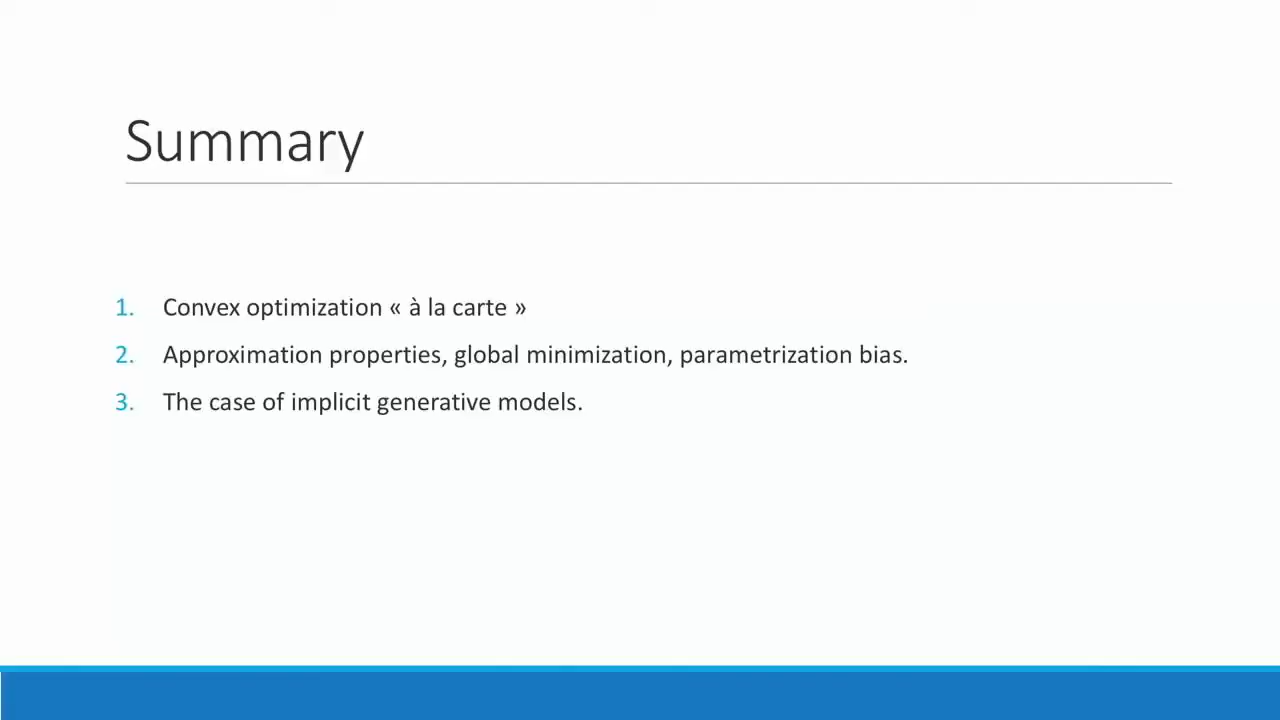 Summary
1. Convex optimization « à la carte »
2. Approximation properties, global minimization, parametrization bias.
3. The case of implicit generative models.